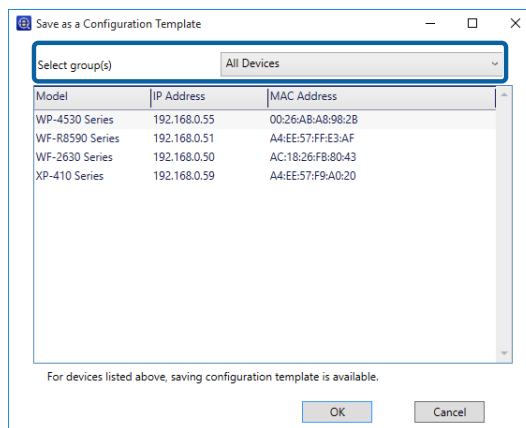 Save as a Configuration Template
Select group(s) All Devices
Model IP Address MAC Address
WP-4530 Series 192.168.0.55 00:26:AB:A8:98:2B
WF-R8590 Series 192.168.0.51 A4:EE:57:FF:E3:AF
WF-2630 Series 192.168.0.50 AC:18:26:FB:80:43
XP-410 Series 192.168.0.59 A4:EE:57:F9:A0:20
For devices listed above, saving configuration template is available.
OK Cancel